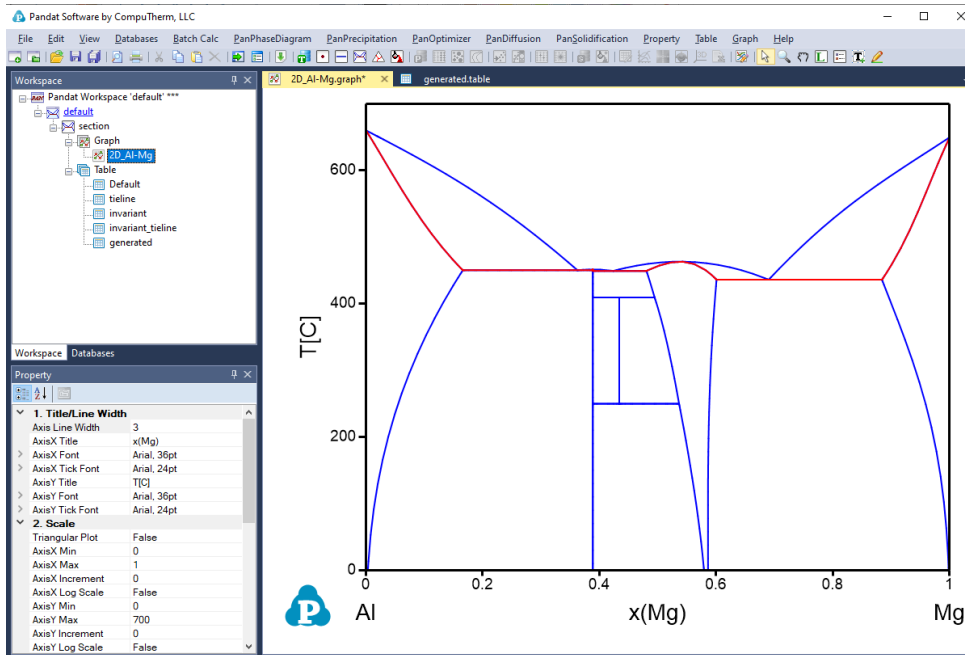 Pandat Software by CompuTherm, LLC
File Edit View Databases Batch Calc PanPhaseDiagram PanPrecipitation PanOptimizer PanDiffusion PanSolidification Property Table Graph Help
Workspace
2D_Al-Mg.graph*
generated.table
Pandat Workspace 'default' ***
default
section
Graph
2D_Al-Mg
Table
Default
tieline
invariant
invariant_tieline
generated
Workspace Databases
Property
1. Title/Line Width
Axis Line Width 3
AxisX Title x(Mg)
AxisX Font Arial, 36pt
AxisX Tick Font Arial, 24pt
AxisY Title T[C]
AxisY Font Arial, 36pt
AxisY Tick Font Arial, 24pt
2. Scale
Triangular Plot False
AxisX Min 0
AxisX Max 1
AxisX Increment 0
AxisX Log Scale False
AxisY Min 0
AxisY Max 700
AxisY Increment 0
AxisY Log Scale False
600
400
200
0
T[C]
0 0.2 0.4 0.6 0.8 1
P
Al x(Mg) Mg